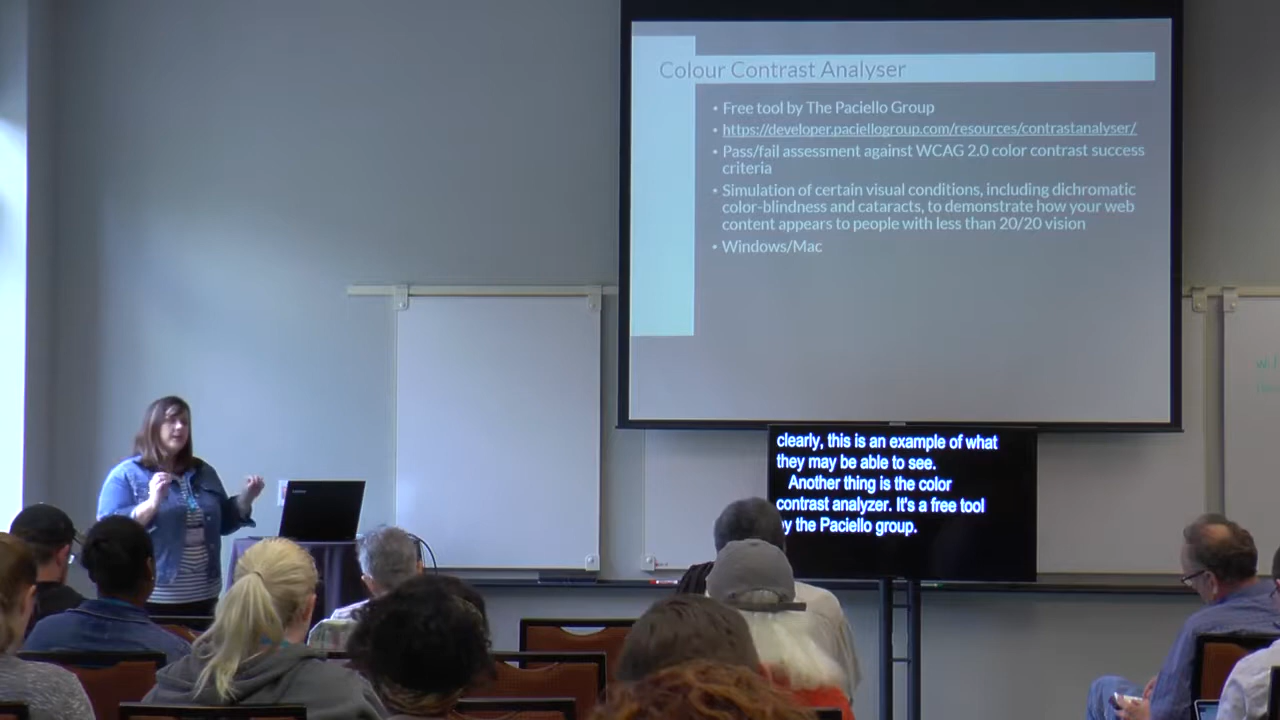 Colour Contrast Analyser
• Free tool by The Paciello Group
• https://developer.paciellogroup.com/resources/contrastanalyser/
• Pass/fail assessment against WCAG 2.0 color contrast success
criteria
• Simulation of certain visual conditions, including dichromatic
color-blindness and cataracts, to demonstrate how your web
content appears to people with less than 20/20 vision
• Windows/Mac
clearly, this is an example of what
they may be able to see.
Another thing is the color
contrast analyzer. It's a free tool
by the Paciello group.